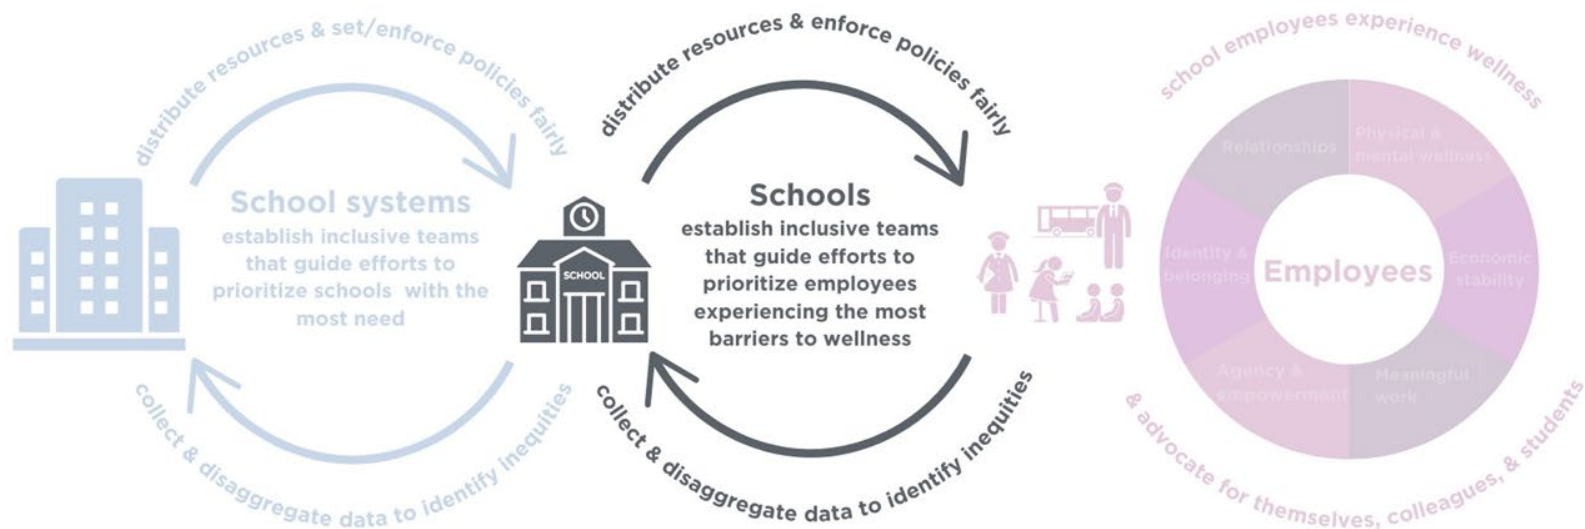 distribute resources & set/enforce policies fairly
School systems
establish inclusive teams
that guide efforts to
prioritize schools with the
most need
collect & disaggregate data to identify inequities
SCHOOL
distribute resources & enforce policies fairly
Schools
establish inclusive teams
that guide efforts to
prioritize employees
experiencing the most
barriers to wellness
collect & disaggregate data to identify inequities
school employees experience wellness
Relationships
Physical &
mental wellness
Identity &
belonging
Employees
Economic
stability
Agency &
empowerment
Meaningful
work
& advocate for themselves, colleagues, & students